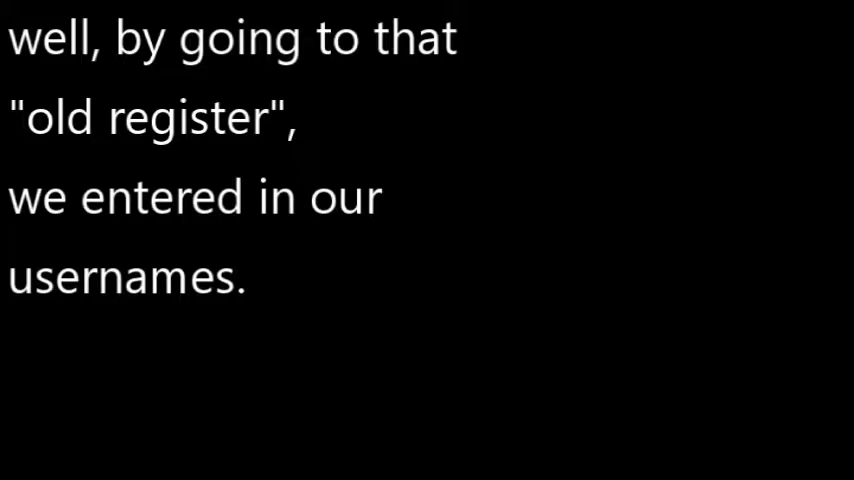 well, by going to that
"old register",
we entered in our
usernames.